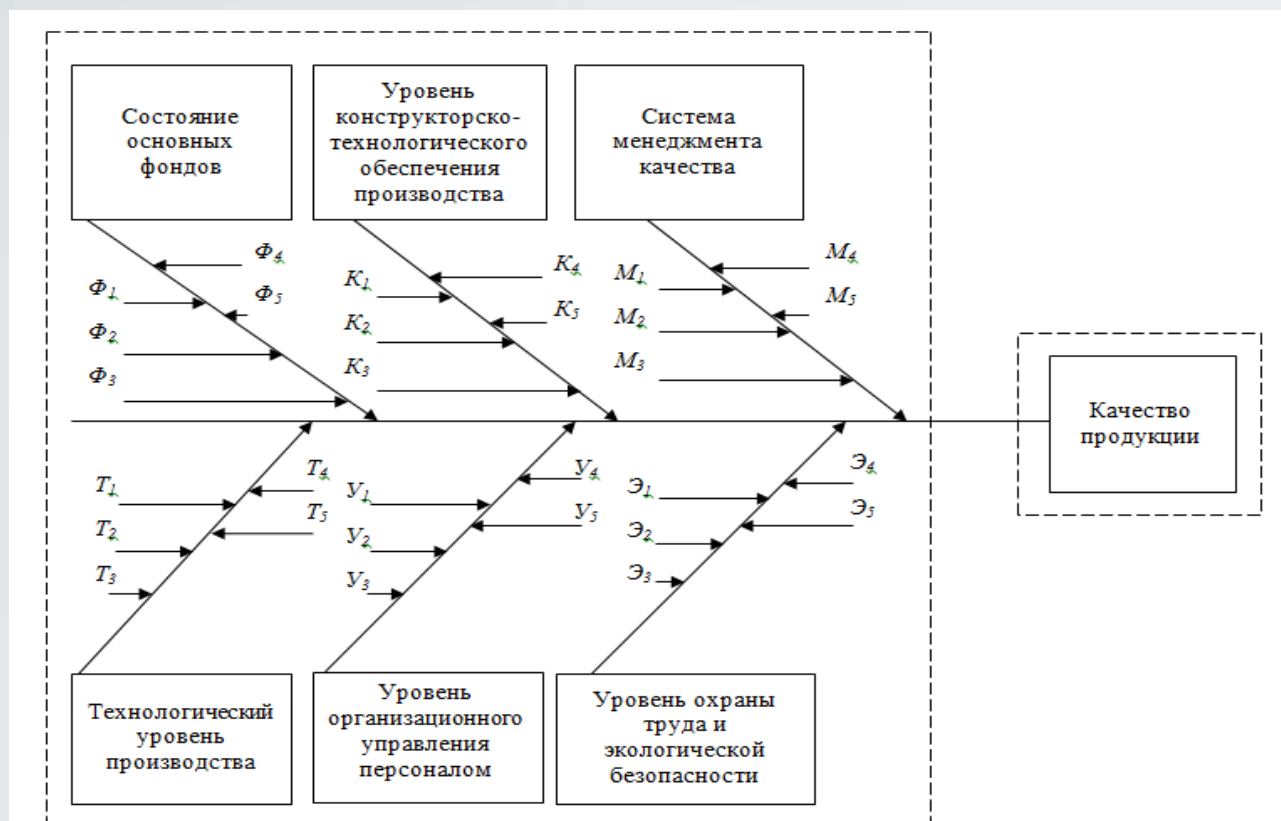 Состояние
основных
фондов
Уровень
конструкторско-
технологического
обеспечения
производства
Система
менеджмента
качества
Ф4
Ф1
Ф5
Ф2
Ф3
К4
К1
К5
К2
К3
М4
М1
М5
М2
М3
Качество
продукции
Т4
Т1
Т5
Т2
Т3
У4
У1
У5
У2
У3
Э4
Э1
Э5
Э2
Э3
Технологический
уровень
производства
Уровень
организационного
управления
персоналом
Уровень охраны
труда и
экологической
безопасности